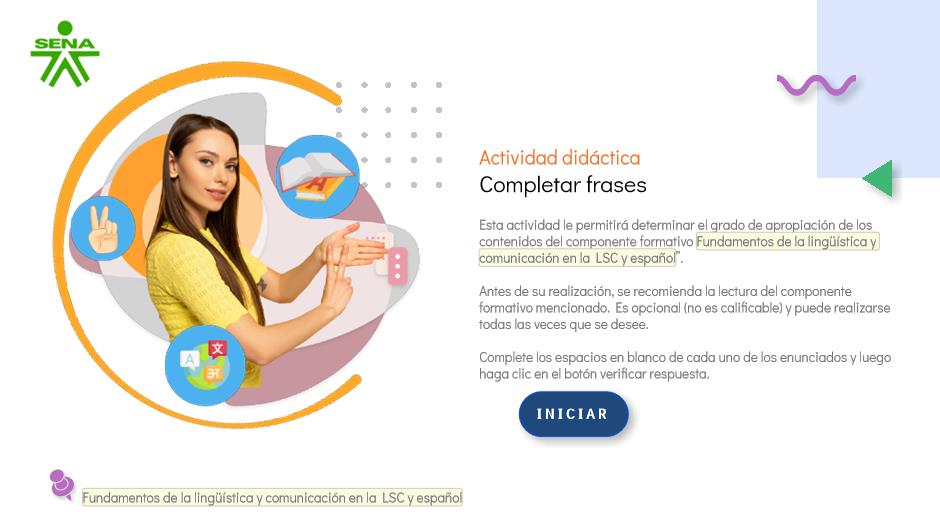 SENA
Actividad didáctica
Completar frases
Esta actividad le permitirá determinar el grado de apropiación de los
contenidos del componente formativo Fundamentos de la lingüística y
comunicación en la  LSC y español”.
Antes de su realización, se recomienda la lectura del componente
formativo mencionado.  Es opcional (no es calificable) y puede realizarse
todas las veces que se desee.
Complete los espacios en blanco de cada uno de los enunciados y luego
haga clic en el botón verificar respuesta.
INICIAR
Fundamentos de la lingüística y comunicación en la  LSC y español